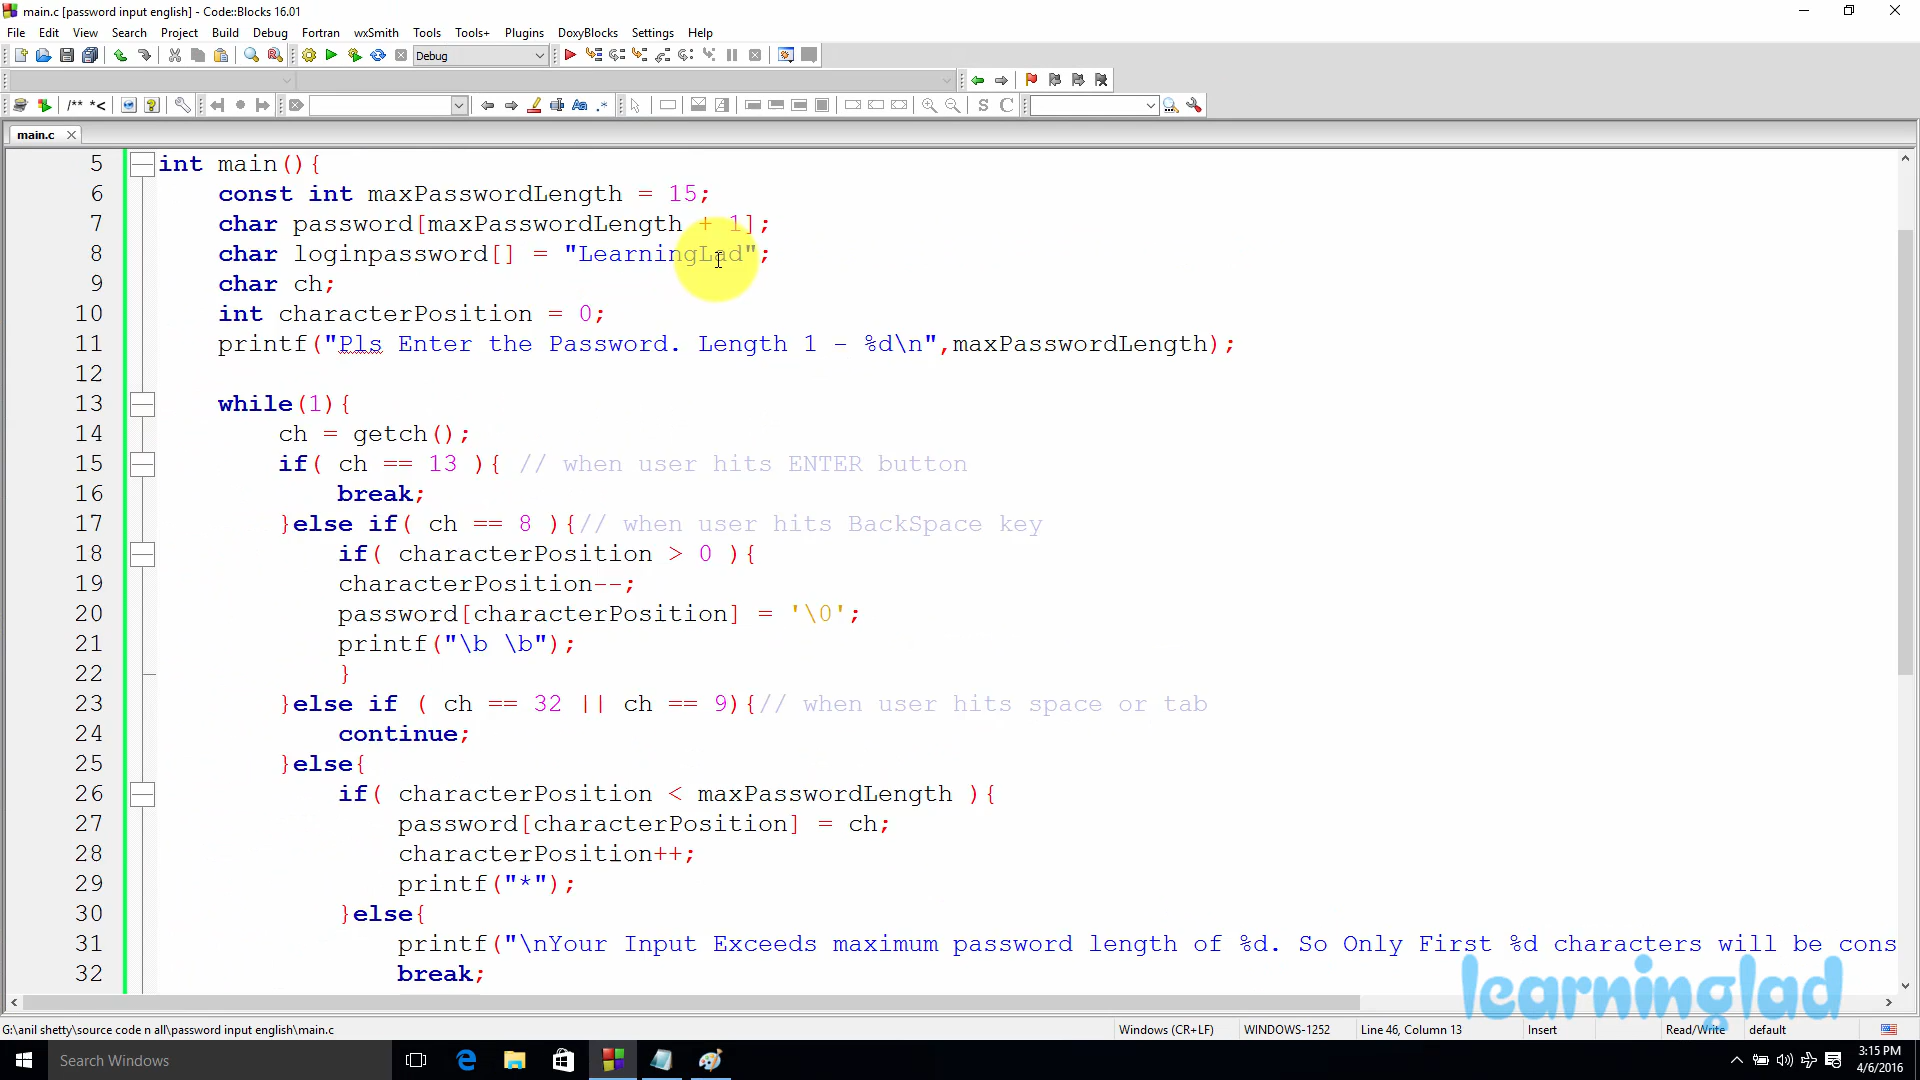 main.c [password input english] - Code::Blocks 16.01
File Edit View Search Project Build Debug Fortran wxSmith Tools Tools+ Plugins DoxyBlocks Settings Help
Debug
/** *<
S C
main.c
5 int main(){
6 const int maxPasswordLength = 15;
7 char password[maxPasswordLength + 1];
8 char loginpassword[] = "LearningLad";
9 char ch;
10 int characterPosition = 0;
11 printf("Pls Enter the Password. Length 1 - %d\n",maxPasswordLength);
12
13 while(1){
14 ch = getch();
15 if( ch == 13 ){ // when user hits ENTER button
16 break;
17 }else if( ch == 8 ){// when user hits BackSpace key
18 if( characterPosition > 0 ){
19 characterPosition--;
20 password[characterPosition] = '\0';
21 printf("\b \b");
22 }
23 }else if ( ch == 32 || ch == 9){// when user hits space or tab
24 continue;
25 }else{
26 if( characterPosition < maxPasswordLength ){
27 password[characterPosition] = ch;
28 characterPosition++;
29 printf("*");
30 }else{
31 printf("\nYour Input Exceeds maximum password length of %d. So Only First %d characters will be cons
32 break;
learninglad
G:\anil shetty\source code n all\password input english\main.c Windows (CR+LF) WINDOWS-1252 Line 46, Column 13 Insert Read/Write default
Search Windows
3:15 PM
4/6/2016